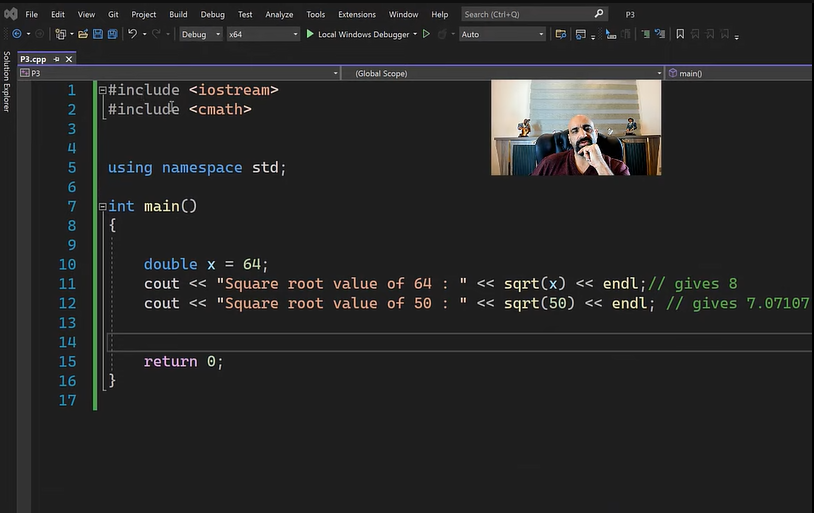 File Edit View Git Project Build Debug Test Analyze Tools Extensions Window Help Search (Ctrl+Q) P3
Debug x64 Local Windows Debugger Auto
P3.cpp
P3 (Global Scope) main()
Solution Explorer
1 #include <iostream>
2 #include <cmath>
3
4
5 using namespace std;
6
7 int main()
8 {
9
10 double x = 64;
11 cout << "Square root value of 64 : " << sqrt(x) << endl;// gives 8
12 cout << "Square root value of 50 : " << sqrt(50) << endl; // gives 7.07107
13
14
15 return 0;
16 }
17